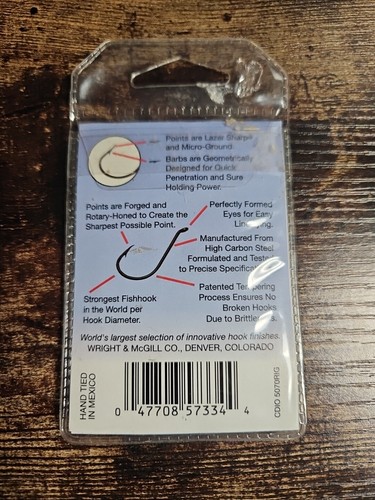 Points are Lazer Sharp®
and Micro-Ground.
Barbs are Geometrically
Designed for Quick
Penetration and Sure
Holding Power.
Points are Forged and
Rotary-Honed to Create the
Sharpest Possible Point.
Perfectly Formed
Eyes for Easy
Manufactured From
High Carbon Steel
Formulated and Tested
to Precise Specifications.
Patented Tempering
Process Ensures No
Broken Hooks
Due to Brittleness.
Strongest Fishhook
in the World per
Hook Diameter.
World's largest selection of innovative hook finishes.
WRIGHT & McGILL CO., DENVER, COLORADO
HAND TIED
IN MEXICO
0 47708 57334 4
CDIO 5070RIG